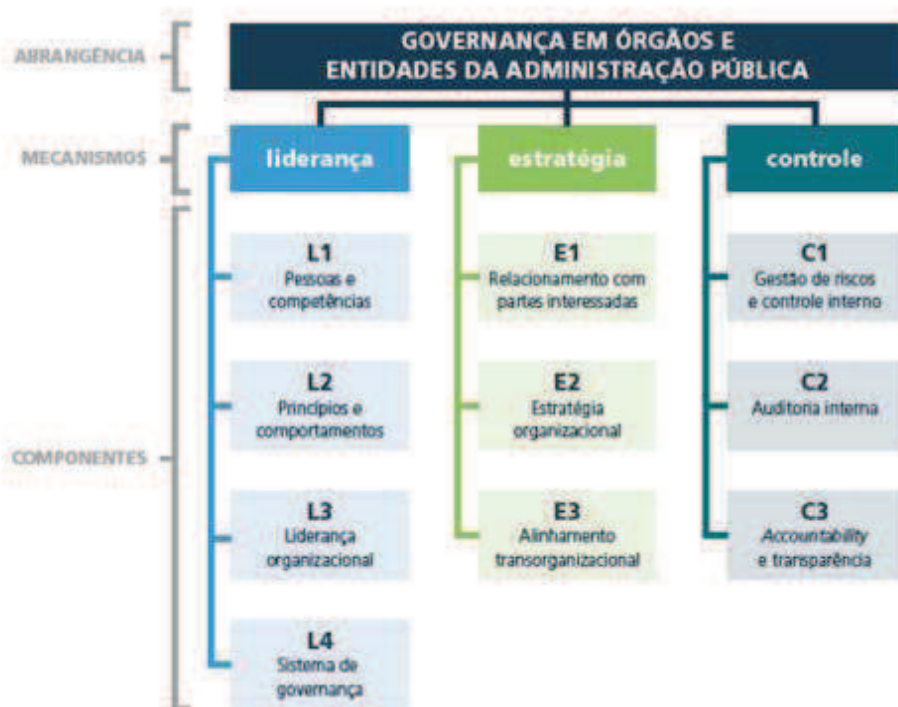 ABRANGÊNCIA
GOVERNANÇA EM ÓRGÃOS E
ENTIDADES DA ADMINISTRAÇÃO PÚBLICA
MECANISMOS
liderança
estratégia
controle
COMPONENTES
L1
Pessoas e
competências
E1
Relacionamento com
partes interessadas
C1
Gestão de riscos
e controle interno
L2
Princípios e
comportamentos
E2
Estratégia
organizacional
C2
Auditoria interna
L3
Liderança
organizacional
E3
Alinhamento
transorganizacional
C3
Accountability
e transparência
L4
Sistema de
governança